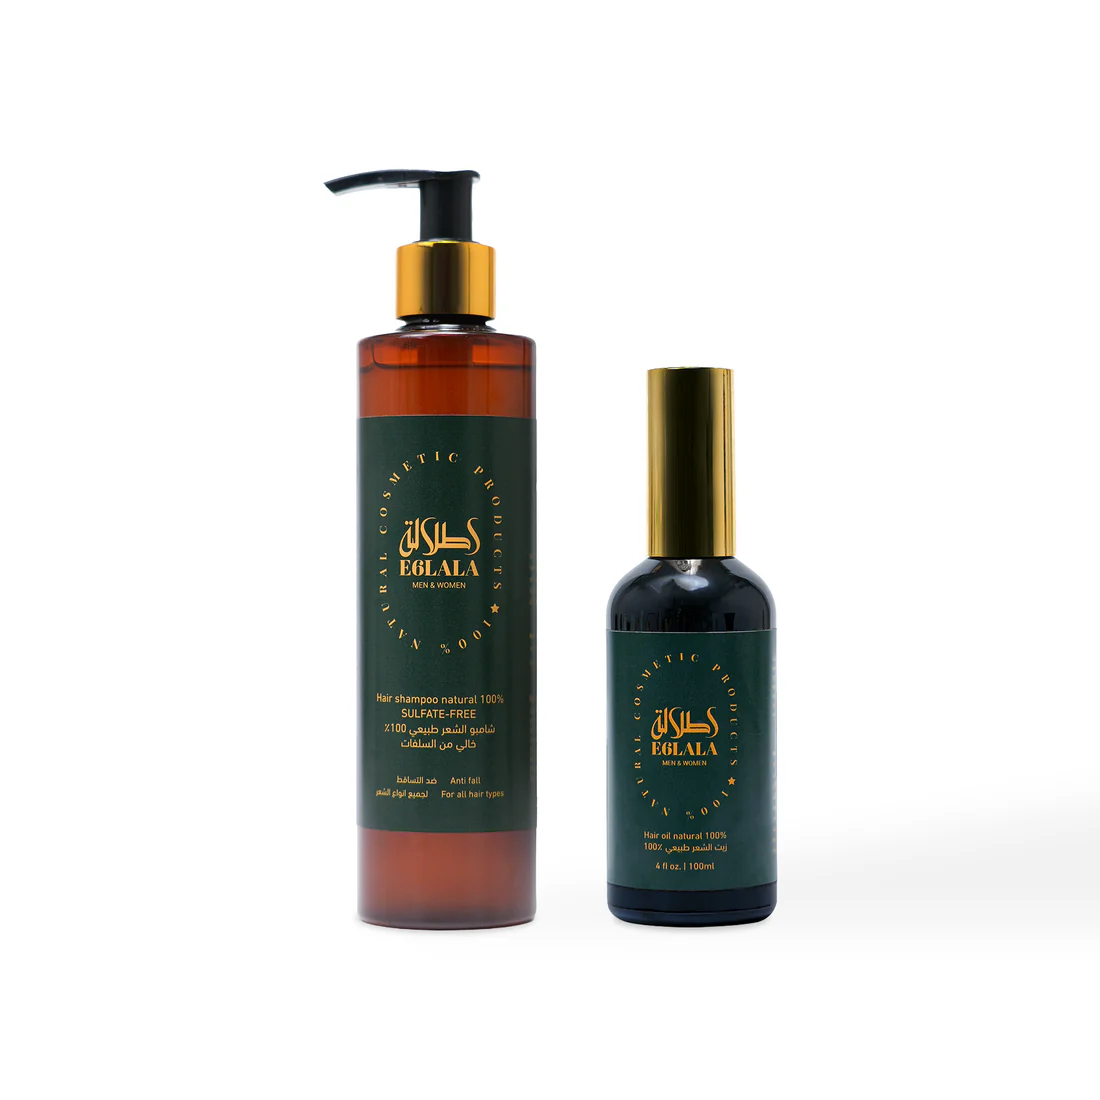 100% NATURAL COSMETIC PRODUCTS ★
اطلالة
E6LALA
MEN & WOMEN
Hair shampoo natural 100%
SULFATE-FREE
شامبو الشعر طبيعي 100٪
خالي من السلفات
ضد التساقط Anti fall
لجميع انواع الشعر For all hair types
100% NATURAL COSMETIC PRODUCTS ★
اطلالة
E6LALA
MEN & WOMEN
Hair oil natural 100%
زيت الشعر طبيعي 100٪
4 fl oz. | 100ml